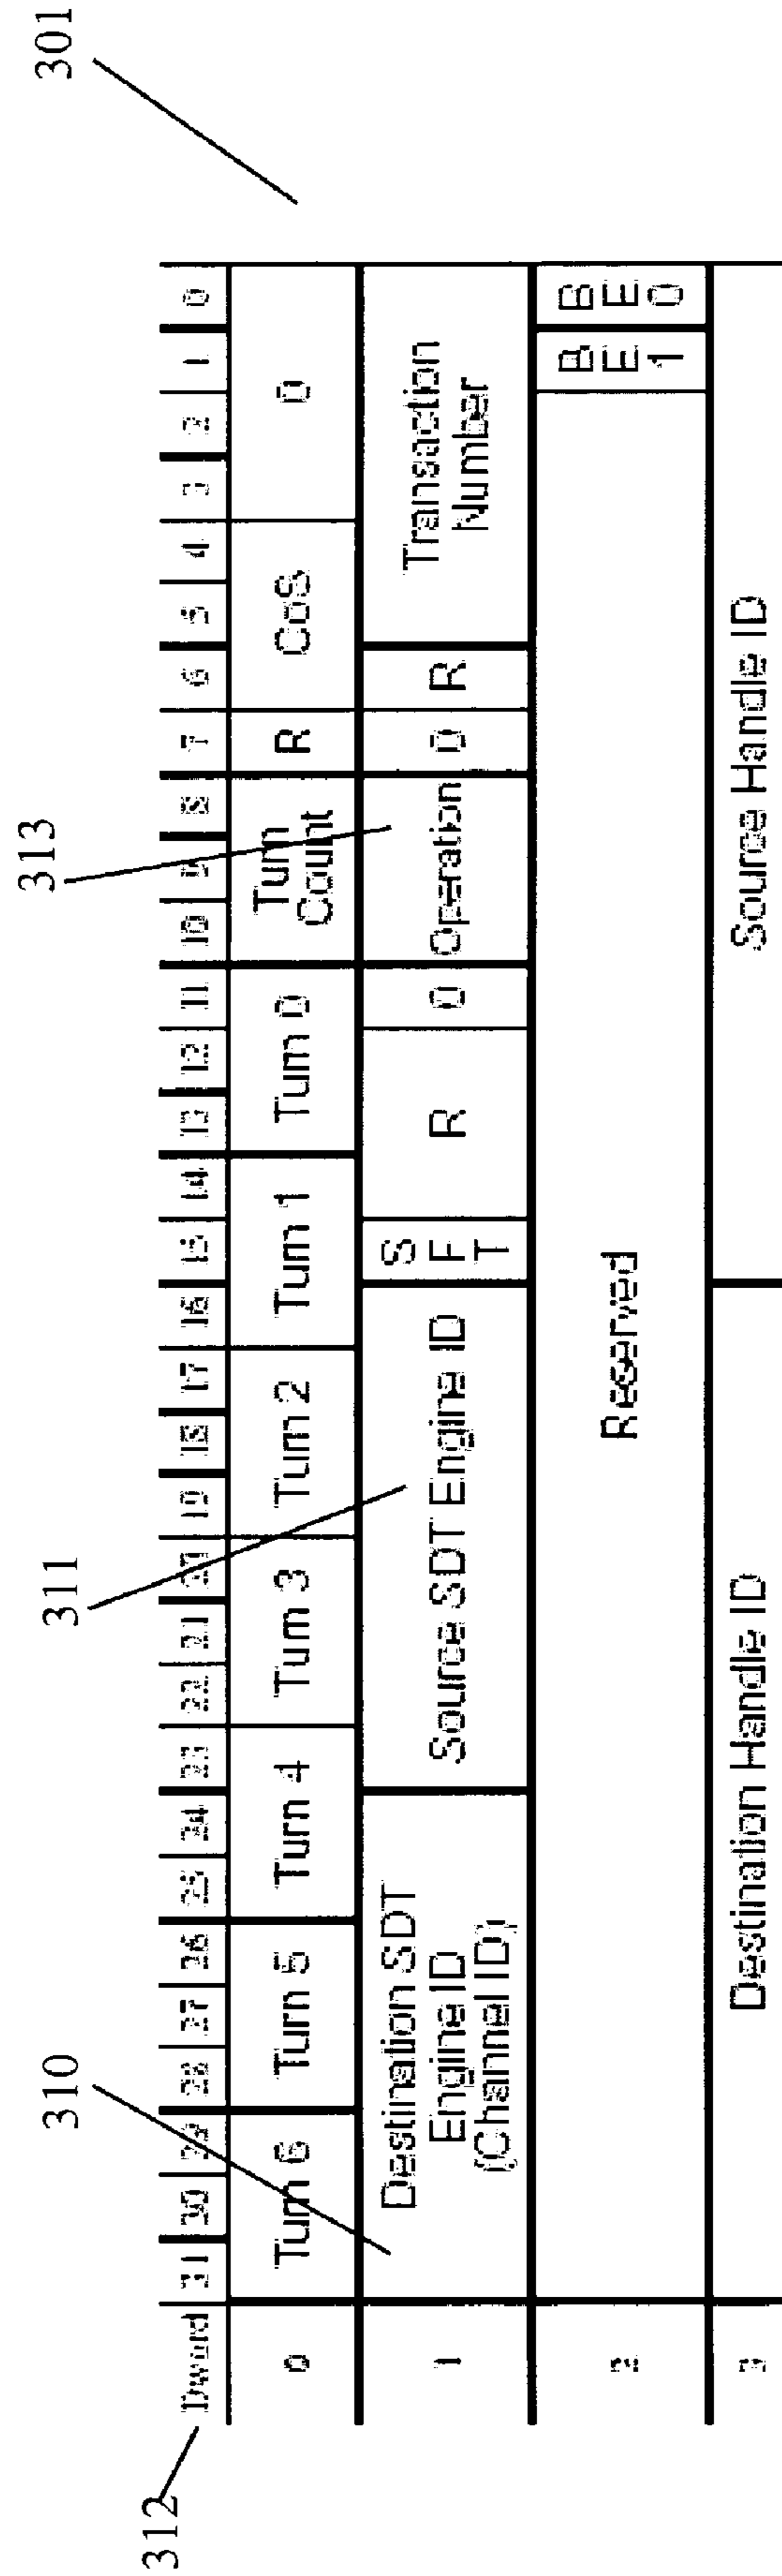 312
310
311
313
301
Dword 31 30 29 28 27 26 25 24 23 22 21 20 19 18 17 16 15 14 13 12 11 10 9 8 7 6 5 4 3 2 1 0
0
Turn 6
Turn 5
Turn 4
Turn 3
Turn 2
Turn 1
Turn 0
Turn
Count
R
CoS
0
1
Destination SDT
Engine ID
(Channel ID)
Source SDT Engine ID
S
F
T
R
0
Operation
0
R
Transaction
Number
2
Reserved
B
E
1
B
E
0
3
Destination Handle ID
Source Handle ID